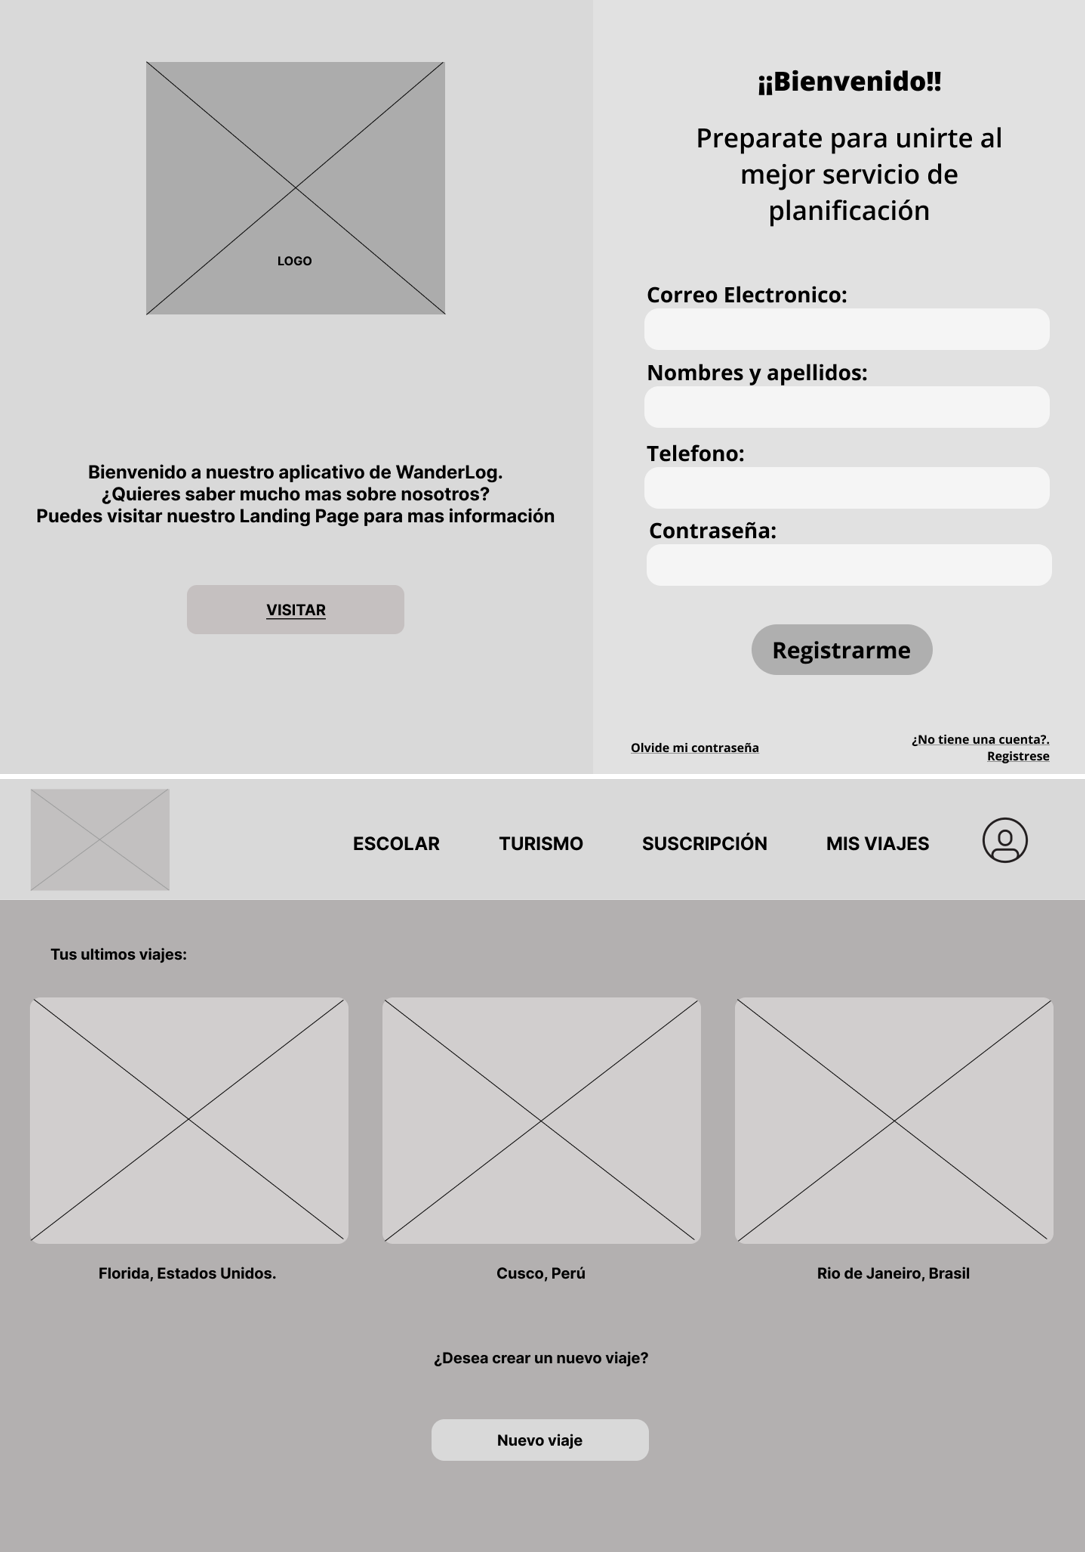 LOGO
Bienvenido a nuestro aplicativo de WanderLog.
¿Quieres saber mucho mas sobre nosotros?
Puedes visitar nuestro Landing Page para mas información
VISITAR
¡¡Bienvenido!!
Preparate para unirte al
mejor servicio de
planificación
Correo Electronico:
Nombres y apellidos:
Telefono:
Contraseña:
Registrarme
Olvide mi contraseña
¿No tiene una cuenta?.
Registrese
ESCOLAR TURISMO SUSCRIPCIÓN MIS VIAJES
Tus ultimos viajes:
Florida, Estados Unidos. Cusco, Perú Rio de Janeiro, Brasil
¿Desea crear un nuevo viaje?
Nuevo viaje